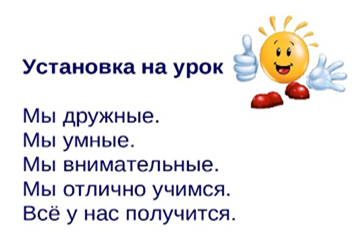 Установка на урок
Мы дружные.
Мы умные.
Мы внимательные.
Мы отлично учимся.
Всё у нас получится.